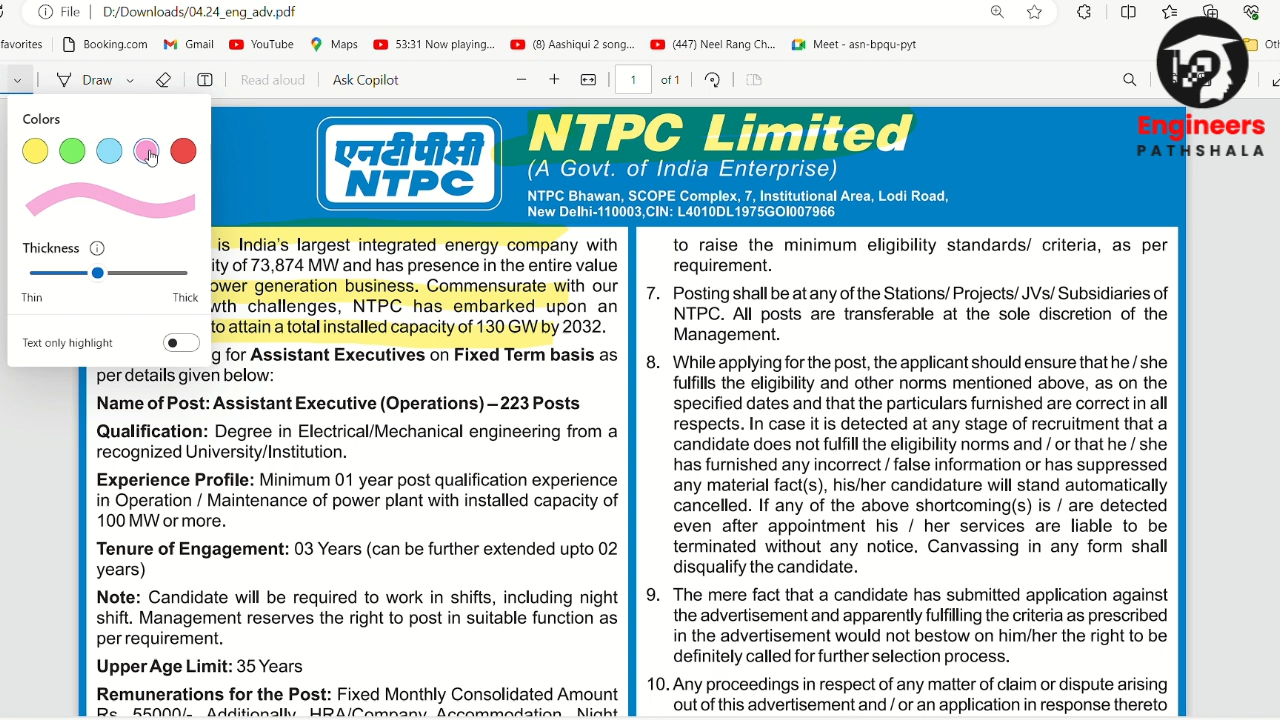 File
D:/Downloads/04.24_eng_adv.pdf
favorites
Booking.com
Gmail
YouTube
Maps
53:31 Now playing...
(8) Aashiqui 2 song...
(447) Neel Rang Ch...
Meet - asn-bpqu-pyt
Draw
Read aloud
Ask Copilot
1
of 1
Engineers
PATHSHALA
Colors
Thickness
Thin
Thick
Text only highlight
एनटीपीसी
NTPC
NTPC Limited
(A Govt. of India Enterprise)
NTPC Bhawan, SCOPE Complex, 7, Institutional Area, Lodi Road,
New Delhi-110003,CIN: L4010DL1975GOI007966
is India's largest integrated energy company with
ity of 73,874 MW and has presence in the entire value
ower generation business. Commensurate with our
wth challenges, NTPC has embarked upon an
to attain a total installed capacity of 130 GW by 2032.
g for Assistant Executives on Fixed Term basis as
per details given below:
Name of Post: Assistant Executive (Operations) – 223 Posts
Qualification: Degree in Electrical/Mechanical engineering from a
recognized University/Institution.
Experience Profile: Minimum 01 year post qualification experience
in Operation / Maintenance of power plant with installed capacity of
100 MW or more.
Tenure of Engagement: 03 Years (can be further extended upto 02
years)
Note: Candidate will be required to work in shifts, including night
shift. Management reserves the right to post in suitable function as
per requirement.
Upper Age Limit: 35 Years
Remunerations for the Post: Fixed Monthly Consolidated Amount
Rs. 55000/- Additionally, HRA/Company Accommodation, Night
to raise the minimum eligibility standards/ criteria, as per
requirement.
7. Posting shall be at any of the Stations/ Projects/ JVs/ Subsidiaries of
NTPC. All posts are transferable at the sole discretion of the
Management.
8. While applying for the post, the applicant should ensure that he / she
fulfills the eligibility and other norms mentioned above, as on the
specified dates and that the particulars furnished are correct in all
respects. In case it is detected at any stage of recruitment that a
candidate does not fulfill the eligibility norms and / or that he / she
has furnished any incorrect / false information or has suppressed
any material fact(s), his/her candidature will stand automatically
cancelled. If any of the above shortcoming(s) is / are detected
even after appointment his / her services are liable to be
terminated without any notice. Canvassing in any form shall
disqualify the candidate.
9. The mere fact that a candidate has submitted application against
the advertisement and apparently fulfilling the criteria as prescribed
in the advertisement would not bestow on him/her the right to be
definitely called for further selection process.
10. Any proceedings in respect of any matter of claim or dispute arising
out of this advertisement and / or an application in response thereto